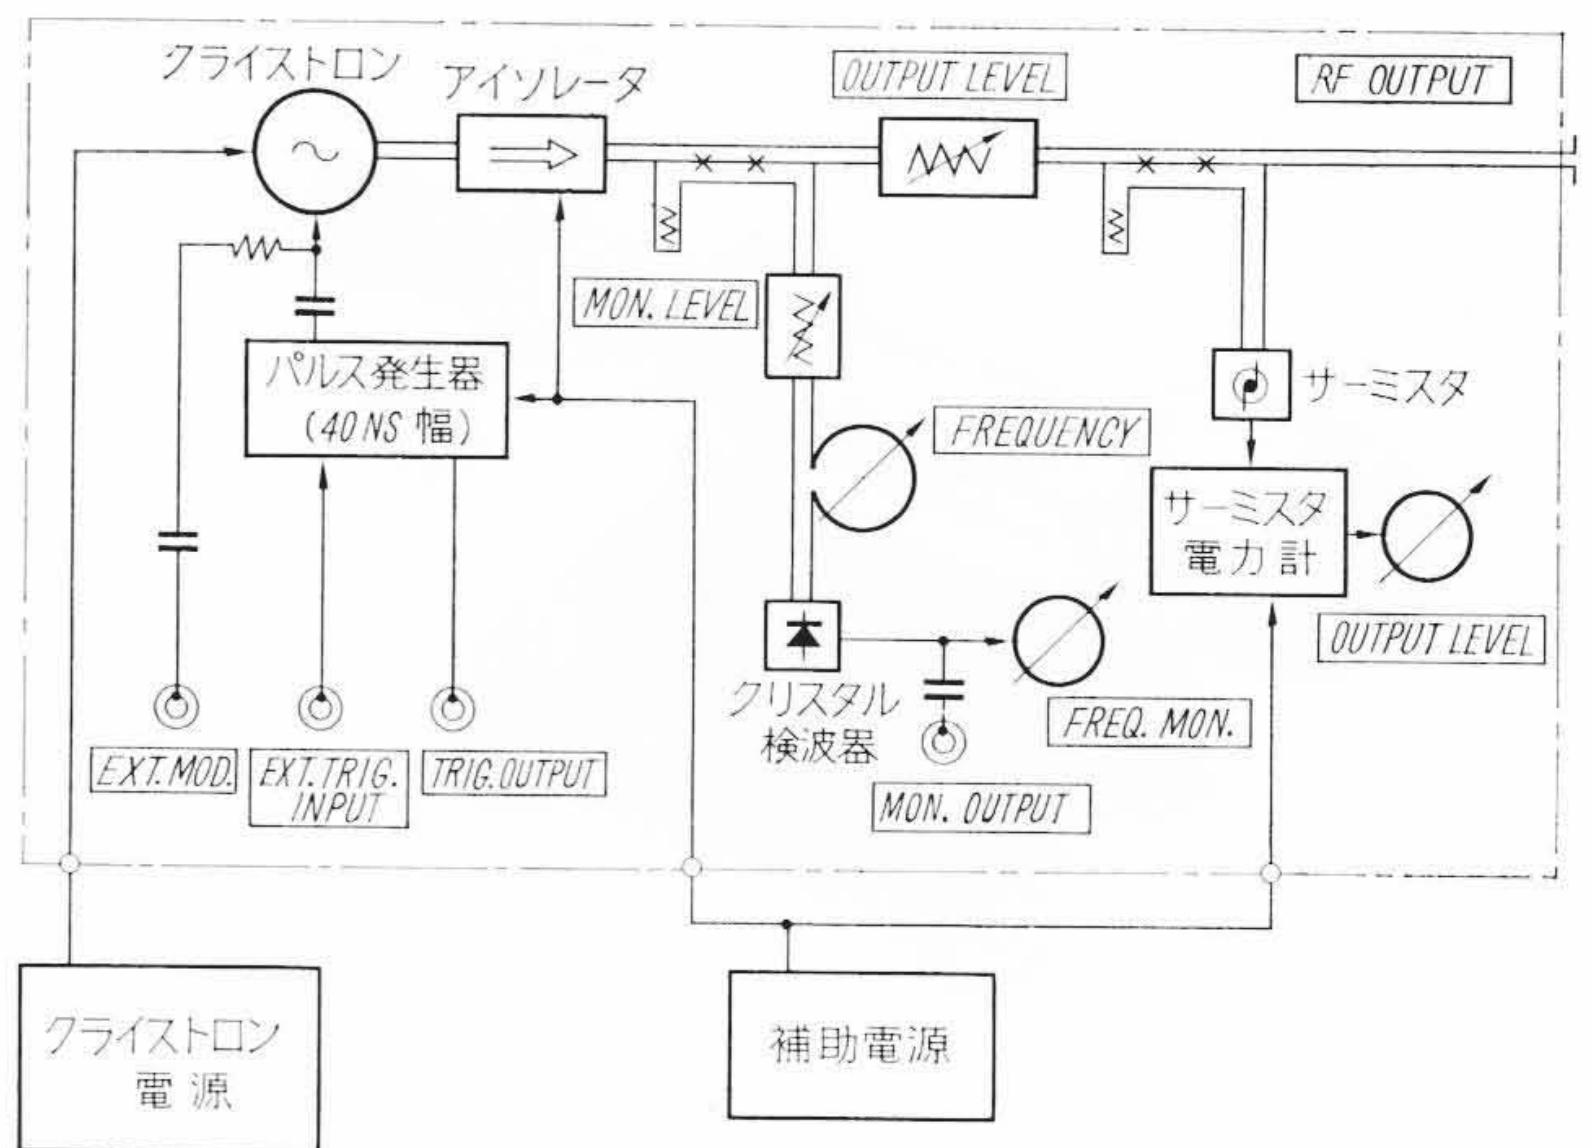 クライストロン
アイソレータ
OUTPUT LEVEL
RF OUTPUT
MON. LEVEL
パルス発生器
(40 NS 幅)
FREQUENCY
サーミスタ
サーミスタ
電力計
OUTPUT LEVEL
クリスタル
検波器
FREQ. MON.
EXT. MOD.
EXT. TRIG.
INPUT
TRIG. OUTPUT
MON. OUTPUT
クライストロン
電源
補助電源